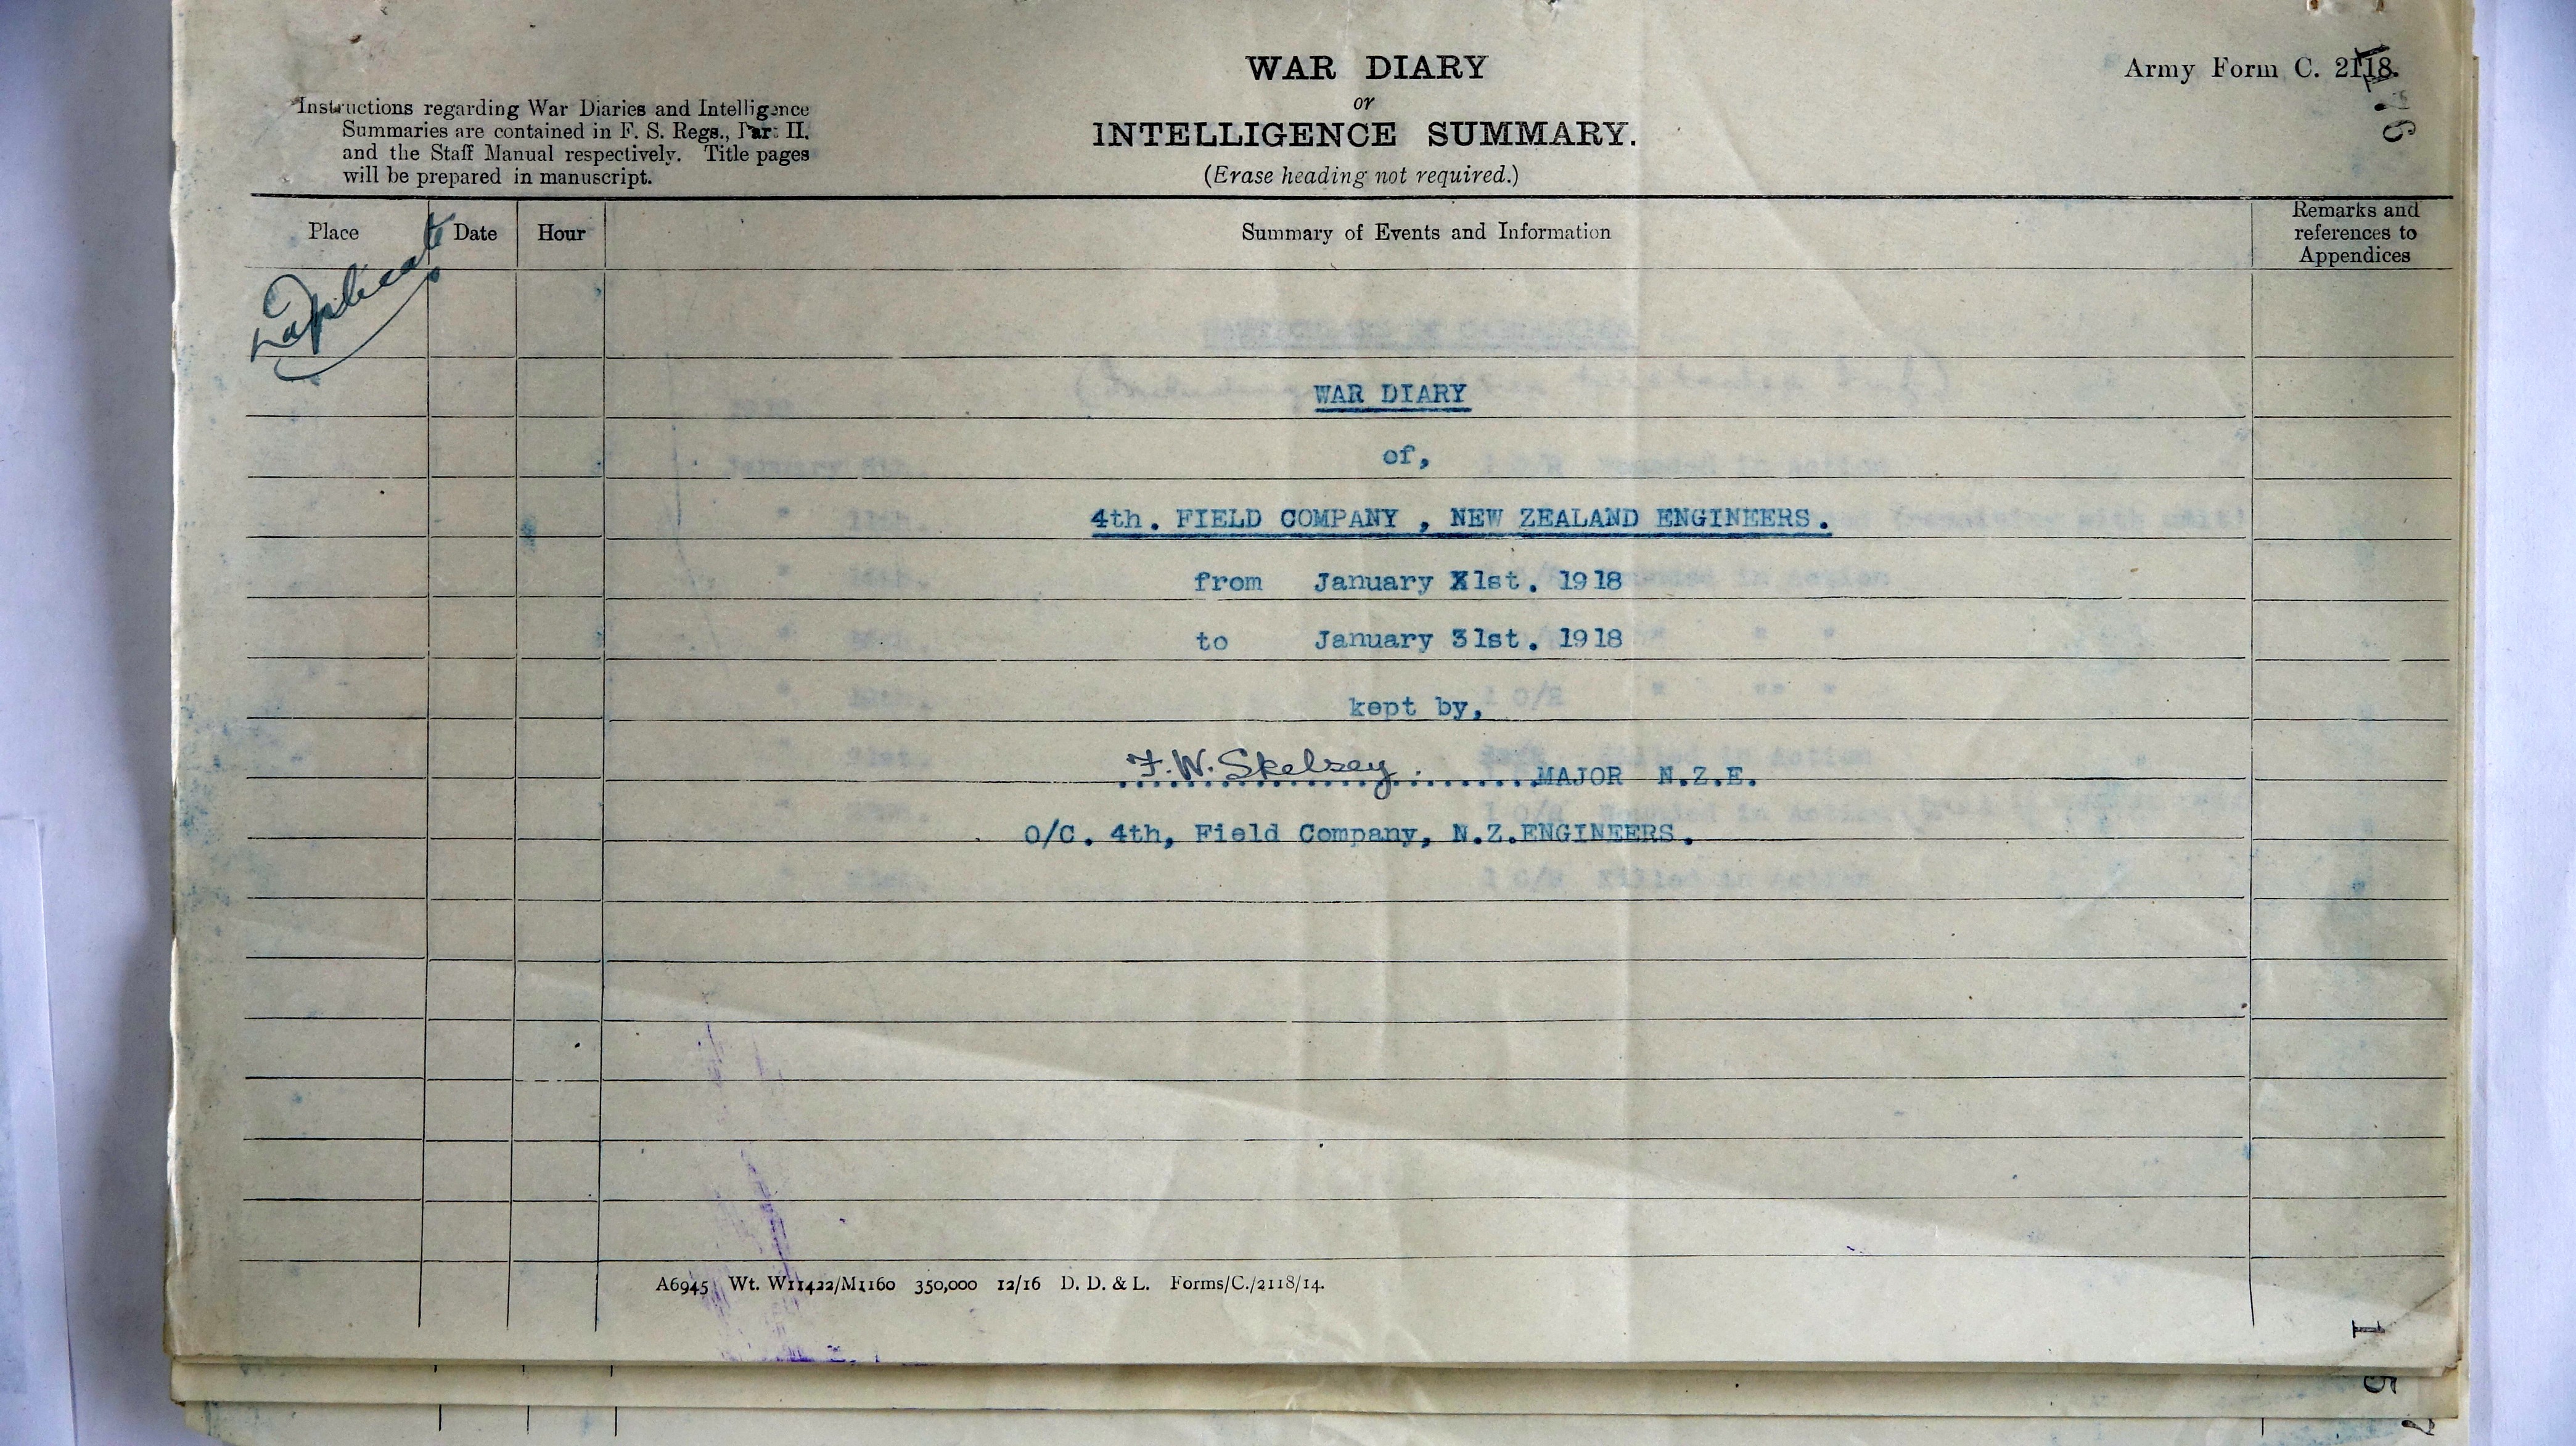 WAR DIARY
or
INTELLIGENCE SUMMARY.
(Erase heading not required.)
Army Form C. 2118.
Instructions regarding War Diaries and Intelligence
Summaries are contained in F. S. Regs., Part II.
and the Staff Manual respectively. Title pages
will be prepared in manuscript.
Place Date Hour Summary of Events and Information Remarks and
references to
Appendices
Duplicate
WAR DIARY
of,
4th. FIELD COMPANY , NEW ZEALAND ENGINEERS.
from January 1st. 1918
to January 31st. 1918
kept by,
F.W. Skelsey ........MAJOR N.Z.E.
O/C. 4th, Field Company, N.Z.ENGINEERS.
A6945 Wt. W11422/M1160 350,000 12/16 D. D. & L. Forms/C./2118/14.